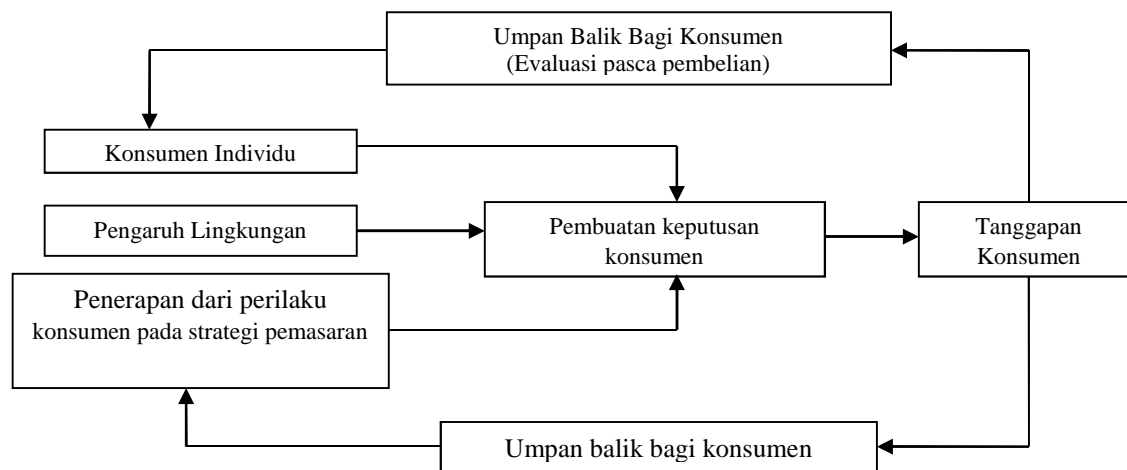 Umpan Balik Bagi Konsumen
(Evaluasi pasca pembelian)
Konsumen Individu
Pengaruh Lingkungan
Pembuatan keputusan
konsumen
Tanggapan
Konsumen
Penerapan dari perilaku
konsumen pada strategi pemasaran
Umpan balik bagi konsumen